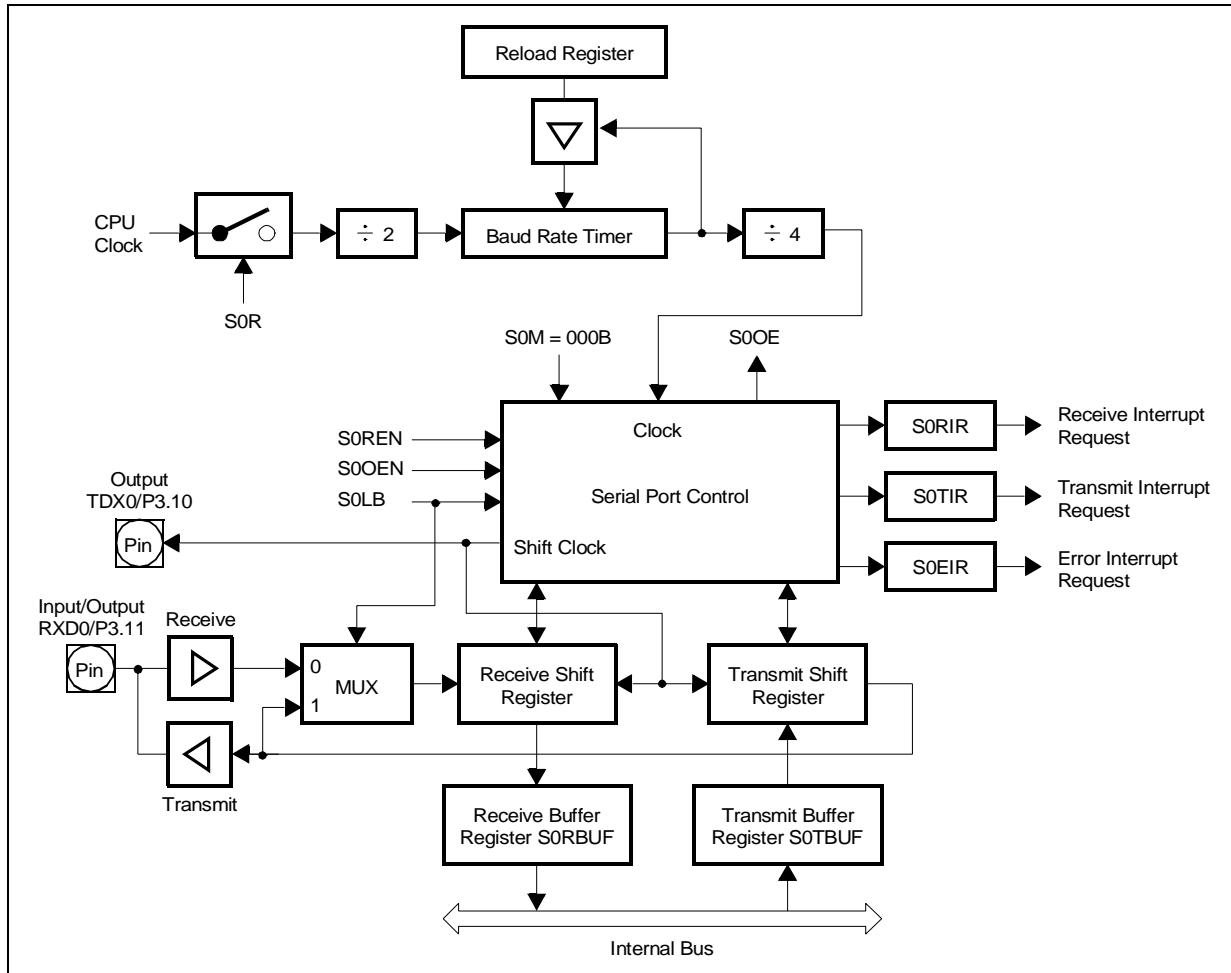 Reload Register
CPU
Clock
÷ 2
Baud Rate Timer
÷ 4
S0R
S0M = 000B
S0OE
Clock
S0REN
S0OEN
S0LB
Serial Port Control
Shift Clock
S0RIR
Receive Interrupt
Request
S0TIR
Transmit Interrupt
Request
S0EIR
Error Interrupt
Request
Output
TDX0/P3.10
Pin
Input/Output
RXD0/P3.11
Pin
Receive
0
MUX
1
Receive Shift
Register
Transmit Shift
Register
Transmit
Receive Buffer
Register S0RBUF
Transmit Buffer
Register S0TBUF
Internal Bus